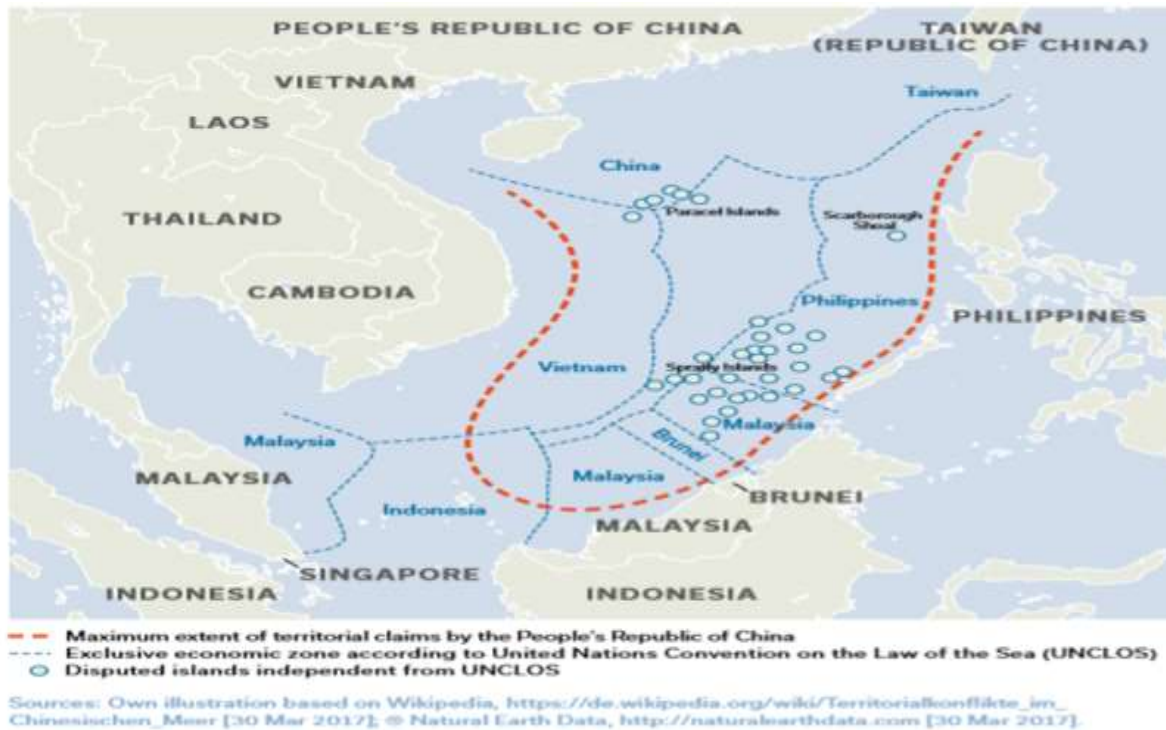 PEOPLE'S REPUBLIC OF CHINA
TAIWAN
(REPUBLIC OF CHINA)
VIETNAM
Taiwan
LAOS
China
THAILAND
Paracel Islands
Scarborough
Shoal
CAMBODIA
Philippines
PHILIPPINES
Vietnam
Spratly Islands
Malaysia
Malaysia
Brunei
MALAYSIA
Malaysia
BRUNEI
Indonesia
MALAYSIA
SINGAPORE
INDONESIA
INDONESIA
Maximum extent of territorial claims by the People's Republic of China
Exclusive economic zone according to United Nations Convention on the Law of the Sea (UNCLOS)
Disputed islands independent from UNCLOS
Sources: Own illustration based on Wikipedia, https://de.wikipedia.org/wiki/Territorialkonflikte_im_
Chinesischen_Meer [30 Mar 2017]; © Natural Earth Data, http://naturalearthdata.com [30 Mar 2017].